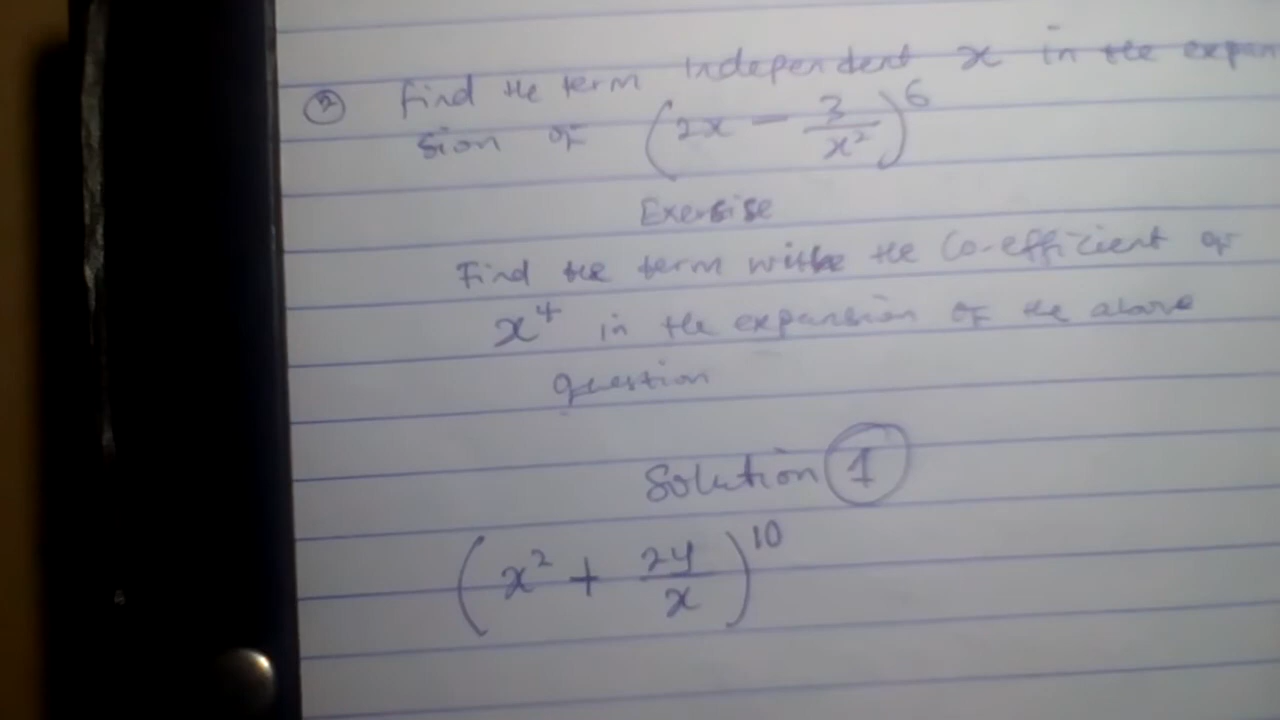 ② find the term independent x in the expan
sion of (2x - 3/x²)⁶
Exersise
Find the term with the Co-efficient of
x⁴ in the expansion of the above
question
Solution ①
(x² + 2y/x)¹⁰